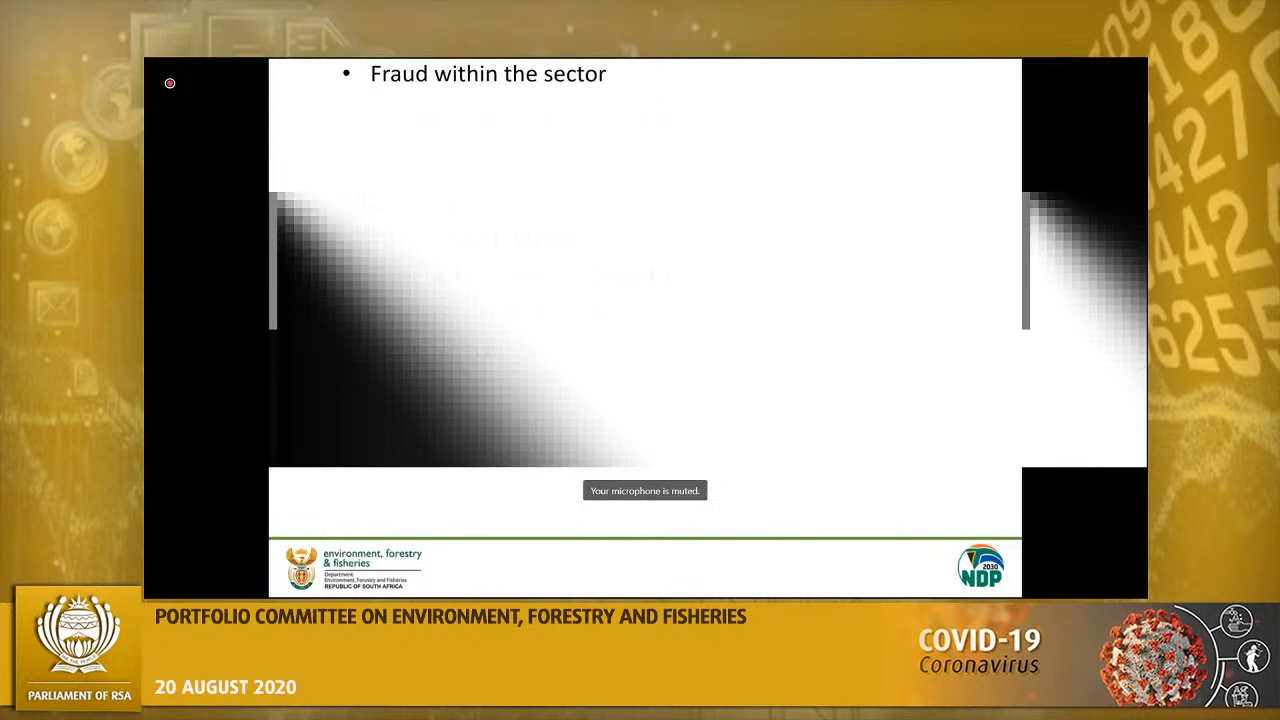 • Fraud within the sector
Your microphone is muted.
environment, forestry
& fisheries
Department:
Environment, Forestry and Fisheries
REPUBLIC OF SOUTH AFRICA
2030
NDP
PORTFOLIO COMMITTEE ON ENVIRONMENT, FORESTRY AND FISHERIES
20 AUGUST 2020
PARLIAMENT OF RSA
COVID-19
Coronavirus